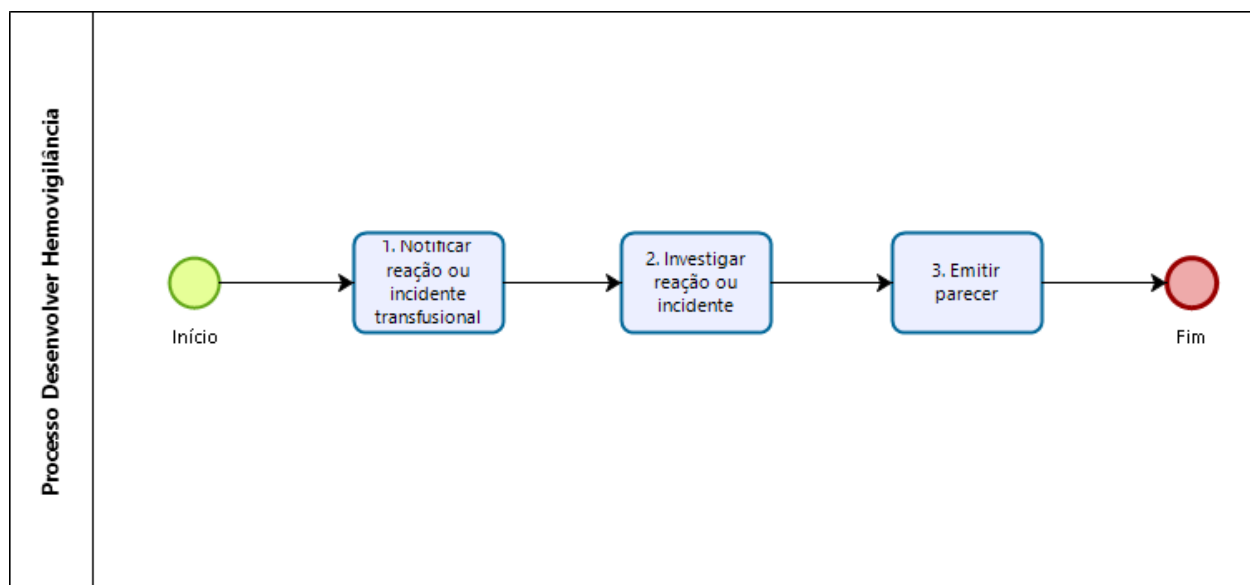 Processo Desenvolver Hemovigilância
Início
1. Notificar
reação ou
incidente
transfusional
2. Investigar
reação ou
incidente
3. Emitir
parecer
Fim